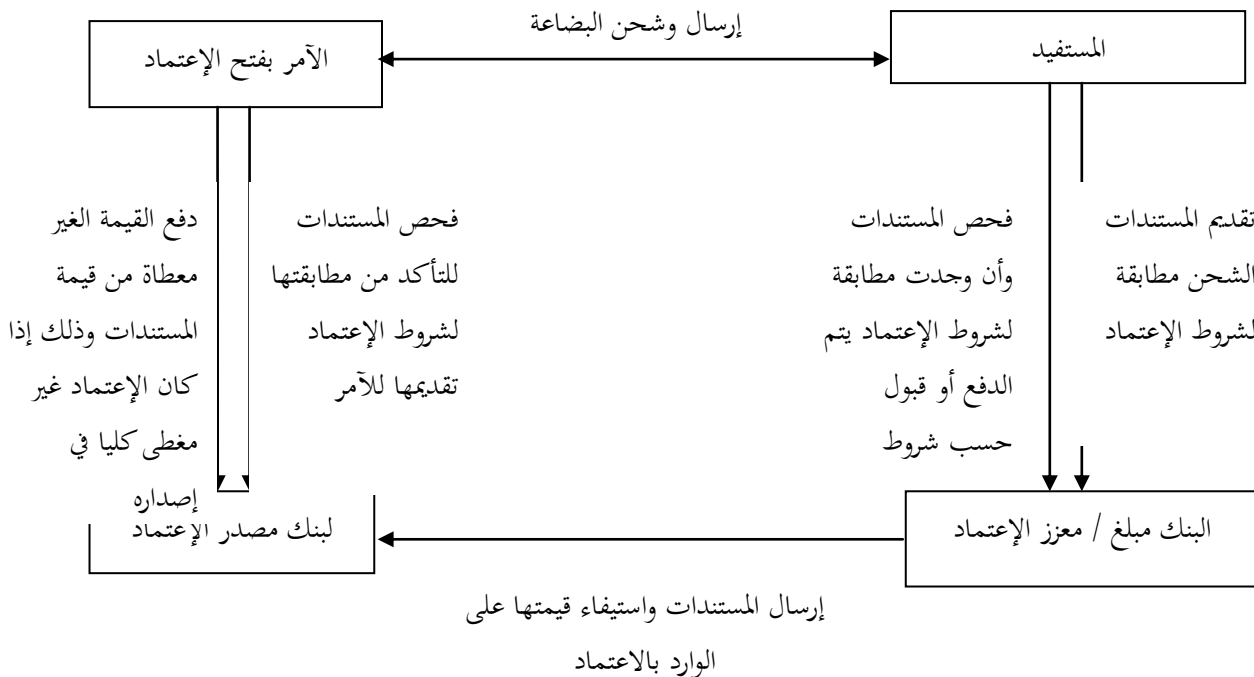 إرسال وشحن البضاعة
المستفيد
الآمر بفتح الإعتماد
تقديم المستندات
الشحن مطابقة
لشروط الإعتماد
فحص المستندات
وأن وجدت مطابقة
لشروط الإعتماد يتم
الدفع أو قبول
حسب شروط
فحص المستندات
للتأكد من مطابقتها
لشروط الإعتماد
تقديمها للآمر
دفع القيمة الغير
معطاة من قيمة
المستندات وذلك إذا
كان الإعتماد غير
مغطى كليا في
إصداره
البنك مبلغ / معزز الإعتماد
لبنك مصدر الإعتماد
إرسال المستندات واستيفاء قيمتها على
الوارد بالاعتماد